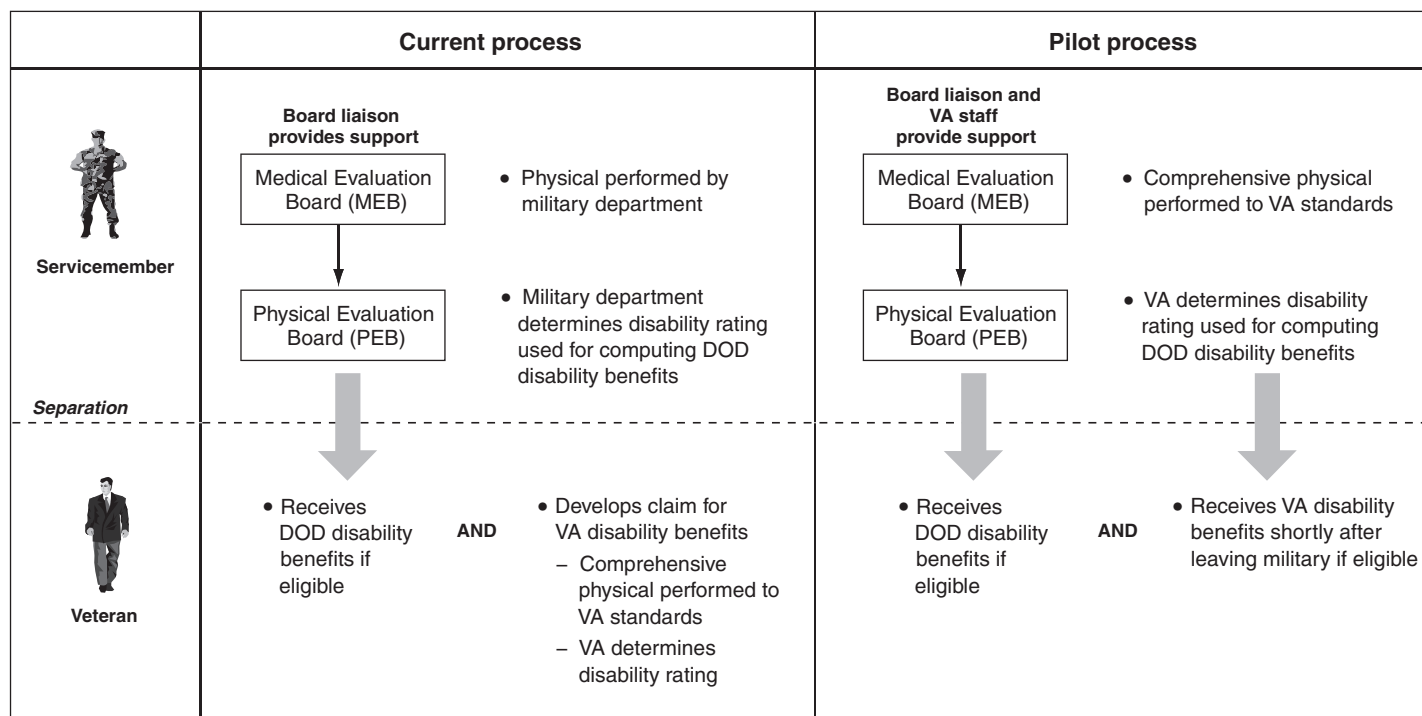 Current process
Pilot process
Servicemember
Board liaison
provides support
Medical Evaluation
Board (MEB)
• Physical performed by
military department
Physical Evaluation
Board (PEB)
• Military department
determines disability rating
used for computing DOD
disability benefits
Board liaison and
VA staff
provide support
Medical Evaluation
Board (MEB)
• Comprehensive physical
performed to VA standards
Physical Evaluation
Board (PEB)
• VA determines disability
rating used for computing
DOD disability benefits
Separation
Veteran
• Receives
DOD disability
benefits if
eligible
AND
• Develops claim for
VA disability benefits
– Comprehensive
physical performed to
VA standards
– VA determines
disability rating
• Receives
DOD disability
benefits if
eligible
AND
• Receives VA disability
benefits shortly after
leaving military if eligible